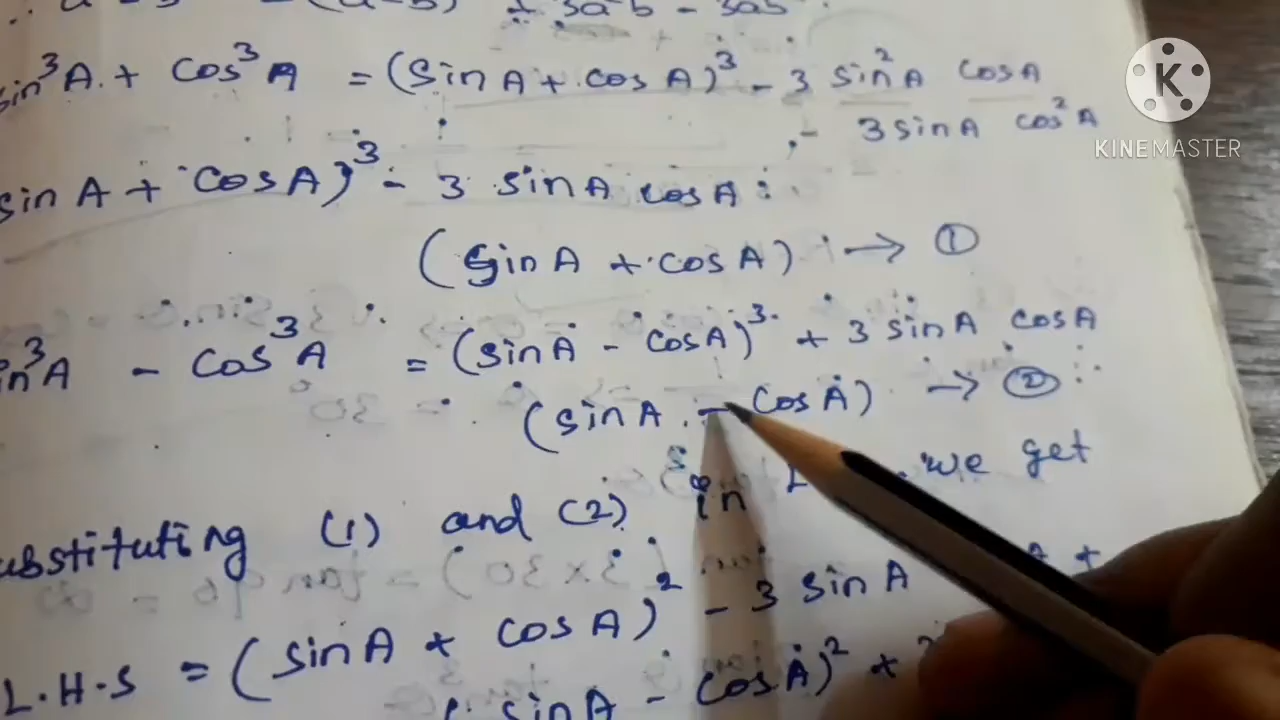 sin³A + cos³A = (sin A + cos A)³ - 3 sin²A cos A
- 3 sin A cos²A
K
KINEMASTER
sin A + cos A)³ - 3 sin A cos A
(sin A + cos A) → ①
sin³A - cos³A = (sin A - cos A)³ + 3 sin A cos A
(sin A - cos A) → ②
substituting (1) and (2) in we get
L.H.S = (sin A + cos A)² - 3 sin A +
sin A - cos A)² +